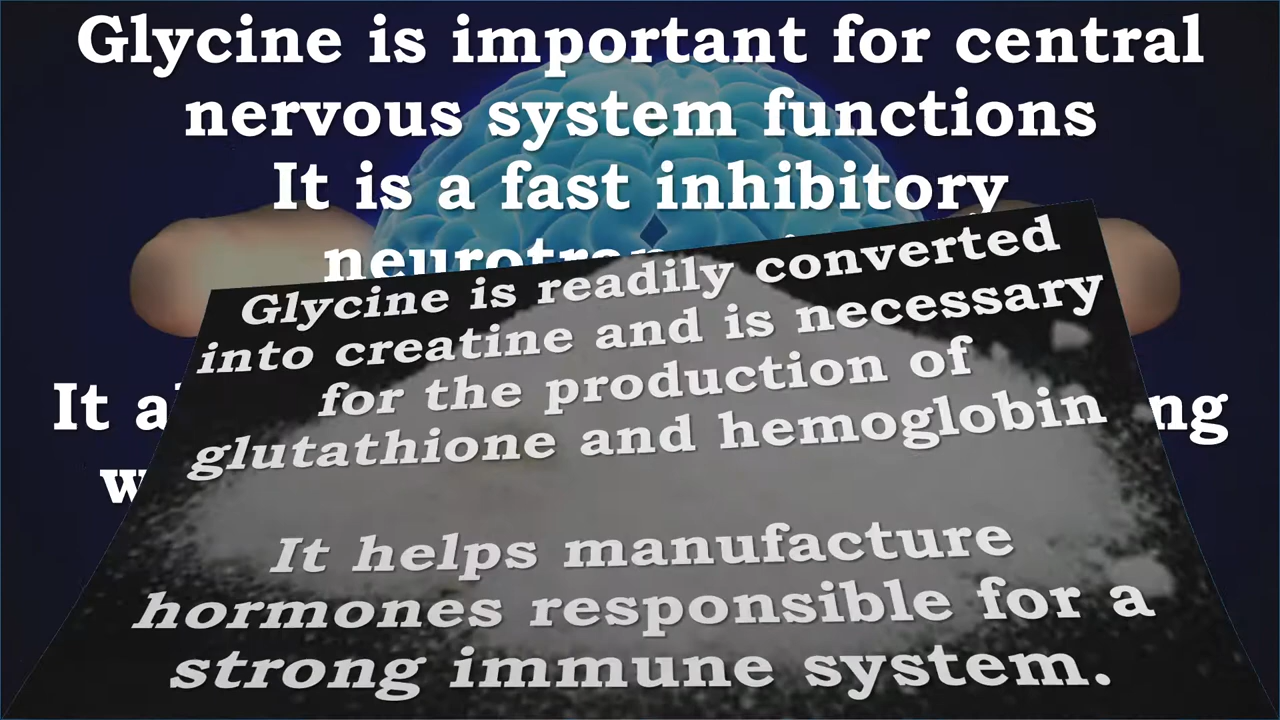 Glycine is important for central
nervous system functions
It is a fast inhibitory
Glycine is readily converted
into creatine and is necessary
for the production of
glutathione and hemoglobin
It helps manufacture
hormones responsible for a
strong immune system.
It